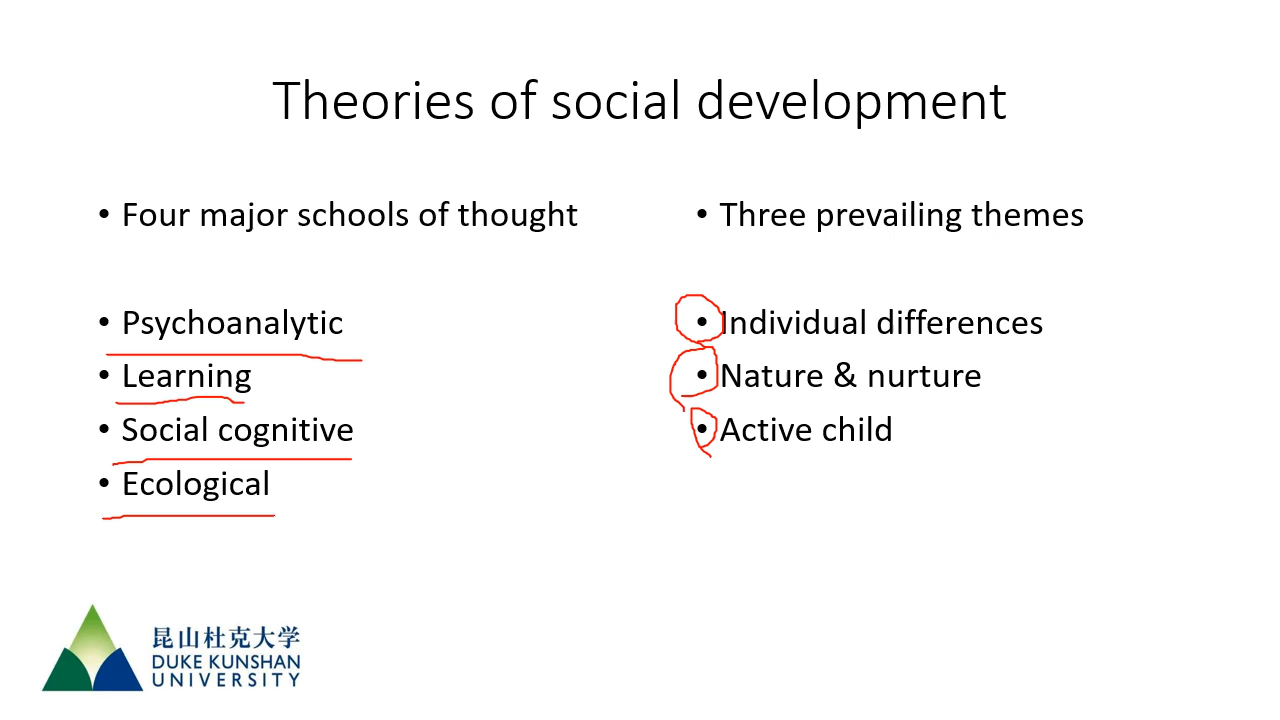 Theories of social development
• Four major schools of thought
• Psychoanalytic
• Learning
• Social cognitive
• Ecological
• Three prevailing themes
• Individual differences
• Nature & nurture
• Active child
昆山杜克大学
DUKE KUNSHAN
UNIVERSITY